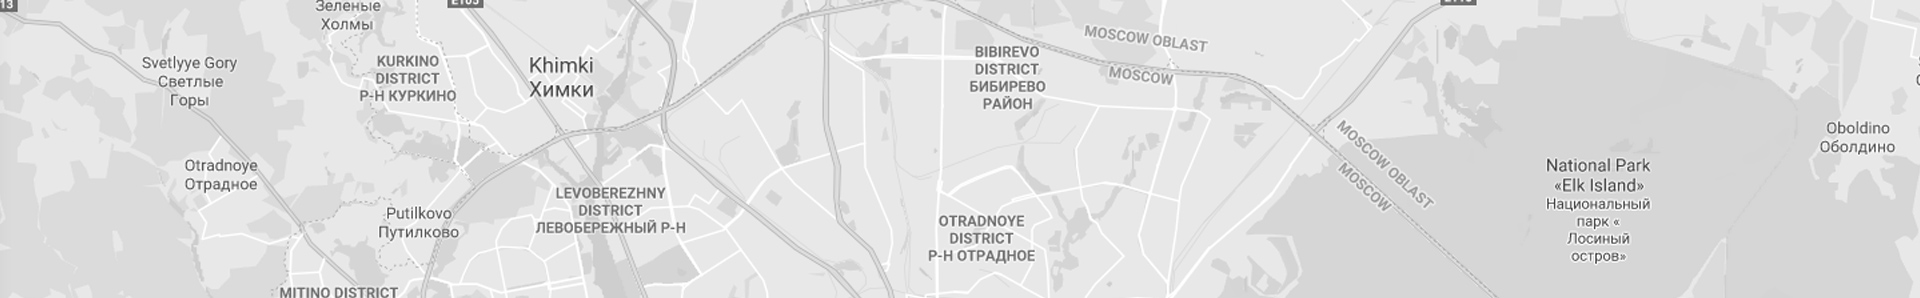 13
Зеленые
Холмы
Svetlyye Gory
Светлые
Горы
KURKINO
DISTRICT
Р-Н КУРКИНО
Khimki
Химки
BIBIREVO
DISTRICT
БИБИРЕВО
РАЙОН
MOSCOW OBLAST
MOSCOW
Otradnoye
Отрадное
Putilkovo
Путилково
LEVOBEREZHNY
DISTRICT
ЛЕВОБЕРЕЖНЫЙ Р-Н
OTRADNOYE
DISTRICT
Р-Н ОТРАДНОЕ
MOSCOW OBLAST
MOSCOW
National Park
«Elk Island»
Национальный
парк «
Лосиный
остров»
Oboldino
Оболдино
MITINO DISTRICT